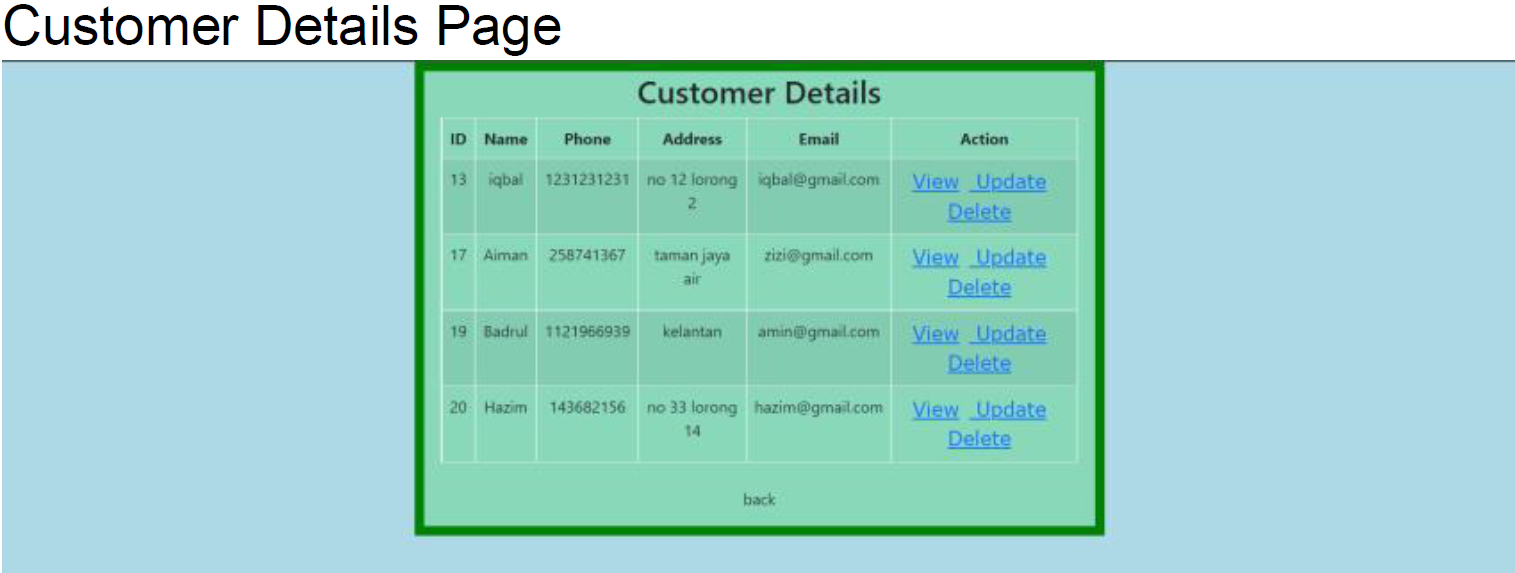 Customer Details Page
Customer Details
ID Name Phone Address Email Action
13 iqbal 1231231231 no 12 lorong iqbal@gmail.com View Update
2 Delete
17 Aiman 258741367 taman jaya zizi@gmail.com View Update
air Delete
19 Badrul 1121966939 kelantan amin@gmail.com View Update
Delete
20 Hazim 143682156 no 33 lorong hazim@gmail.com View Update
14 Delete
back